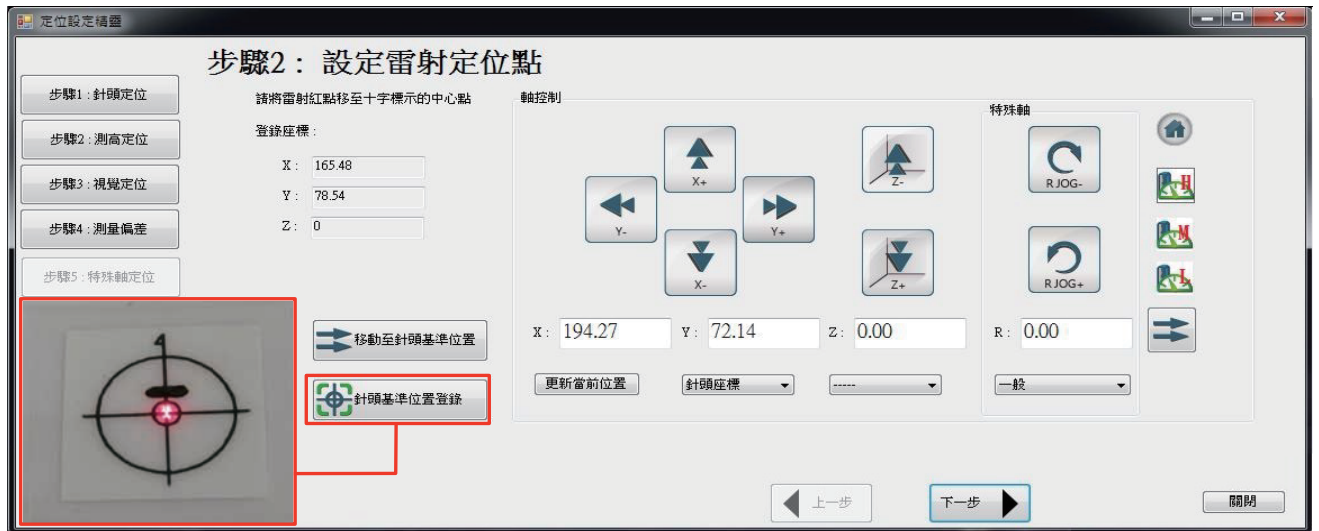 定位設定精靈
步驟2： 設定雷射定位點
步驟1 : 針頭定位
步驟2 : 測高定位
步驟3 : 視覺定位
步驟4 : 測量偏差
步驟5 : 特殊軸定位
請將雷射紅點移至十字標示的中心點
登錄座標 :
X : 165.48
Y : 78.54
Z : 0
移動至針頭基準位置
針頭基準位置登錄
軸控制
X+
Y-
Y+
X-
Z-
Z+
特殊軸
R JOG-
R JOG+
H
M
L
X : 194.27 Y : 72.14 Z : 0.00 R : 0.00
更新當前位置 針頭座標 ----- 一般
4
上一步 下一步 關閉